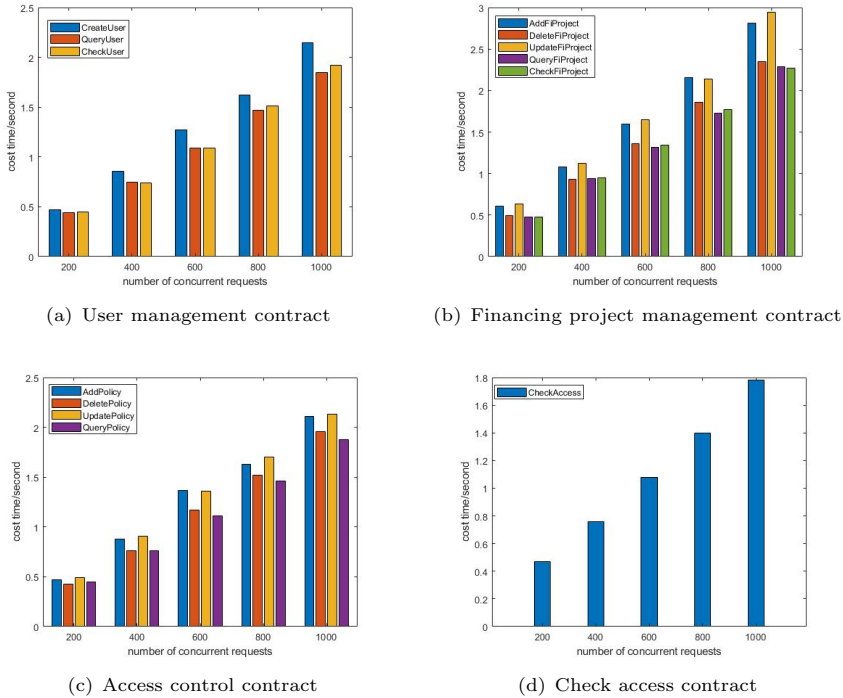 2.5
2
1.5
1
0.5
0
cost time/second
CreateUser
QueryUser
CheckUser
200 400 600 800 1000
number of concurrent requests
(a) User management contract
3
2.5
2
1.5
1
0.5
0
cost time/second
AddFiProject
DeleteFiProject
UpdateFiProject
QueryFiProject
CheckFiProject
200 400 600 800 1000
number of concurrent requests
(b) Financing project management contract
2.5
2
1.5
1
0.5
0
cost time/second
AddPolicy
DeletePolicy
UpdatePolicy
QueryPolicy
200 400 600 800 1000
number of concurrent requests
(c) Access control contract
1.8
1.6
1.4
1.2
1
0.8
0.6
0.4
0.2
0
cost time/second
CheckAccess
200 400 600 800 1000
number of concurrent requests
(d) Check access contract